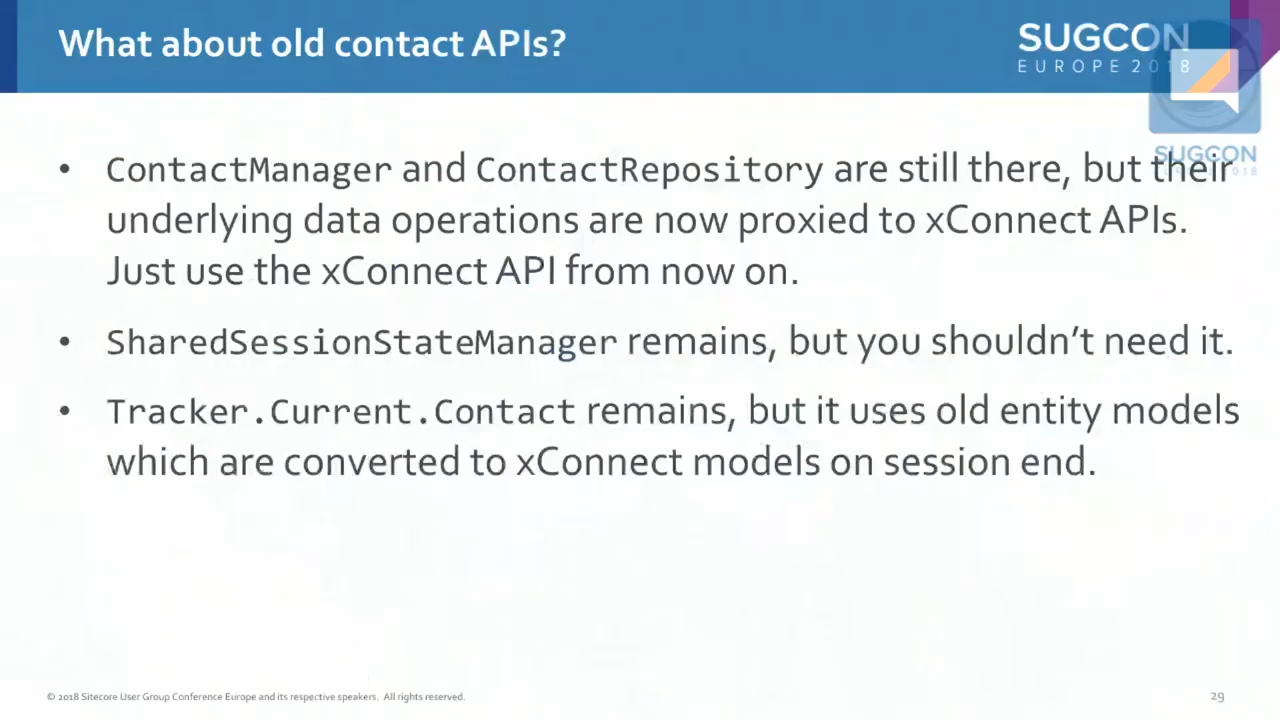 What about old contact APIs?
SUGCON
EUROPE 2018
SUGCON
• ContactManager and ContactRepository are still there, but their
underlying data operations are now proxied to xConnect APIs.
Just use the xConnect API from now on.
• SharedSessionStateManager remains, but you shouldn’t need it.
• Tracker.Current.Contact remains, but it uses old entity models
which are converted to xConnect models on session end.
© 2018 Sitecore User Group Conference Europe and its respective speakers. All rights reserved.
29